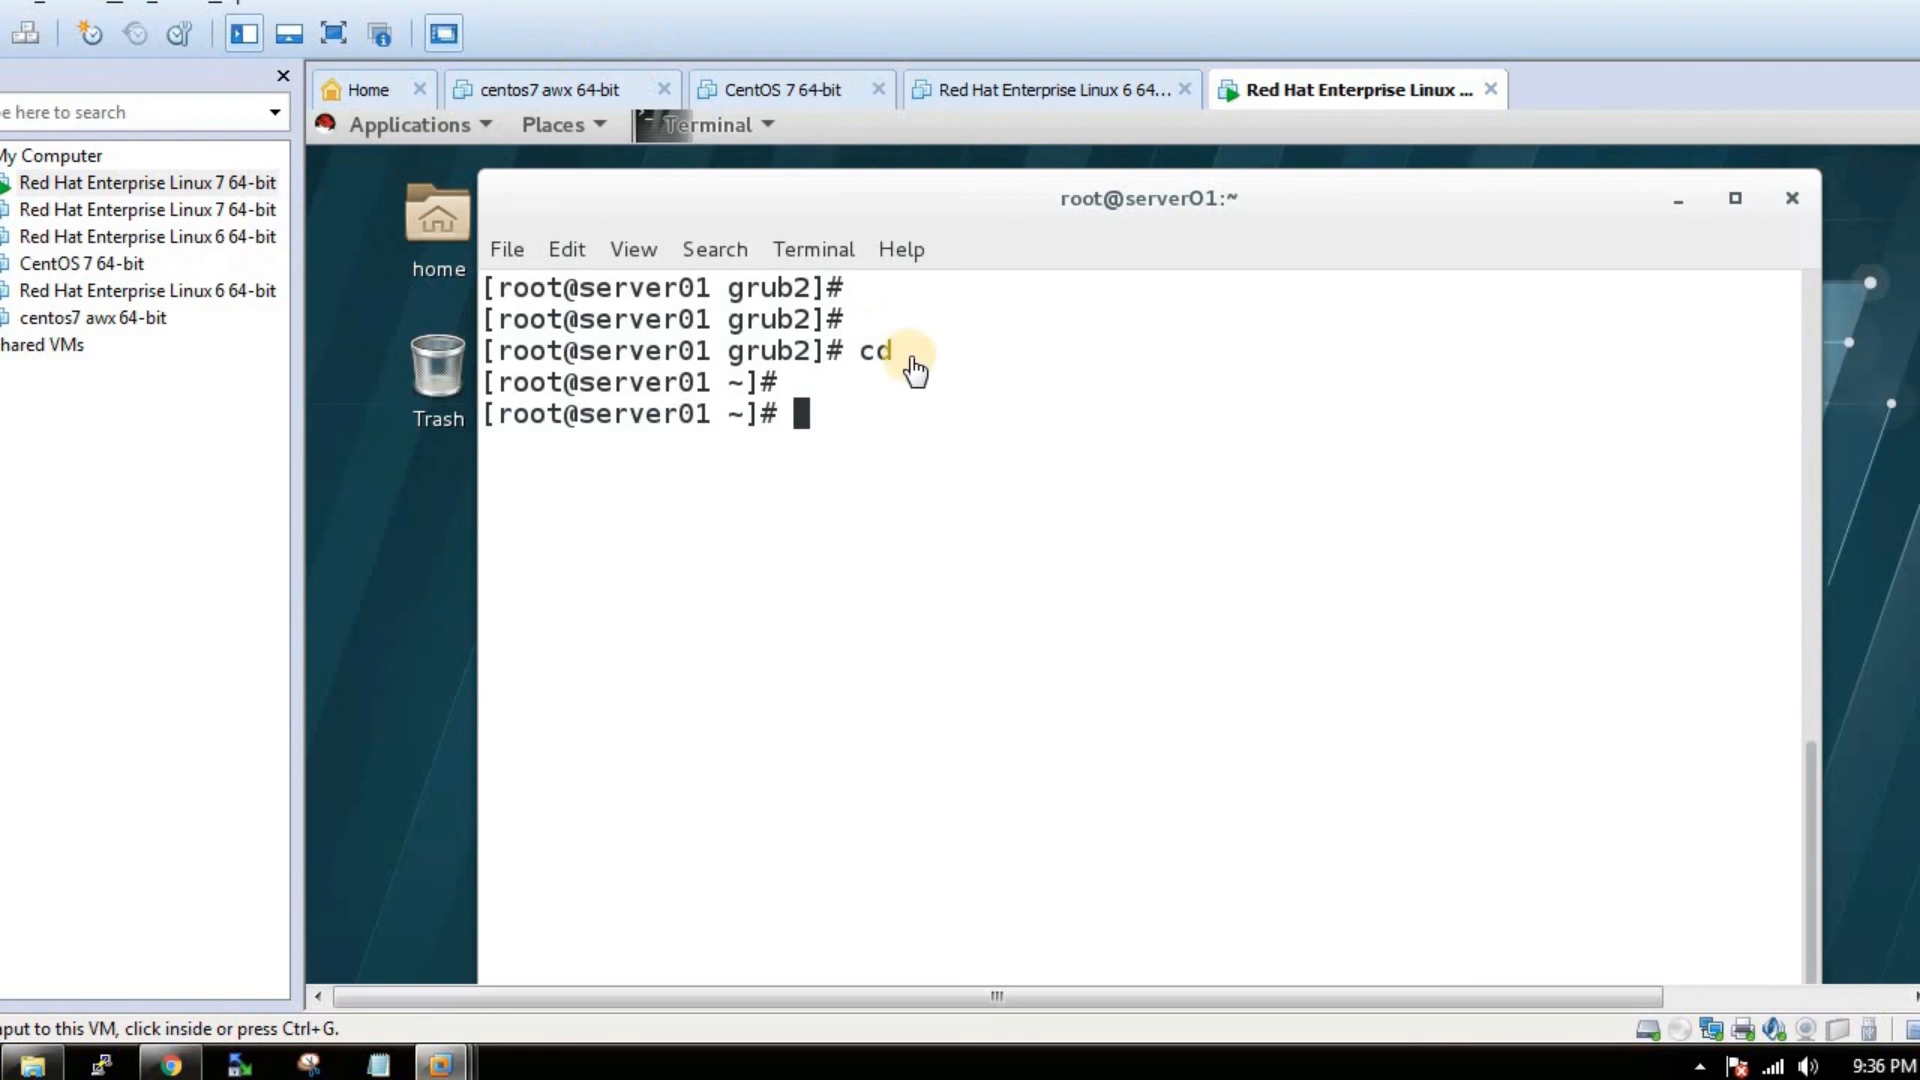 Home
centos7 awx 64-bit
CentOS 7 64-bit
Red Hat Enterprise Linux 6 64...
Red Hat Enterprise Linux ...
e here to search
Applications
Places
Terminal
My Computer
Red Hat Enterprise Linux 7 64-bit
Red Hat Enterprise Linux 7 64-bit
Red Hat Enterprise Linux 6 64-bit
CentOS 7 64-bit
Red Hat Enterprise Linux 6 64-bit
centos7 awx 64-bit
hared VMs
home
Trash
root@server01:~
File Edit View Search Terminal Help
[root@server01 grub2]#
[root@server01 grub2]#
[root@server01 grub2]# cd
[root@server01 ~]#
[root@server01 ~]#
nput to this VM, click inside or press Ctrl+G.
9:36 PM